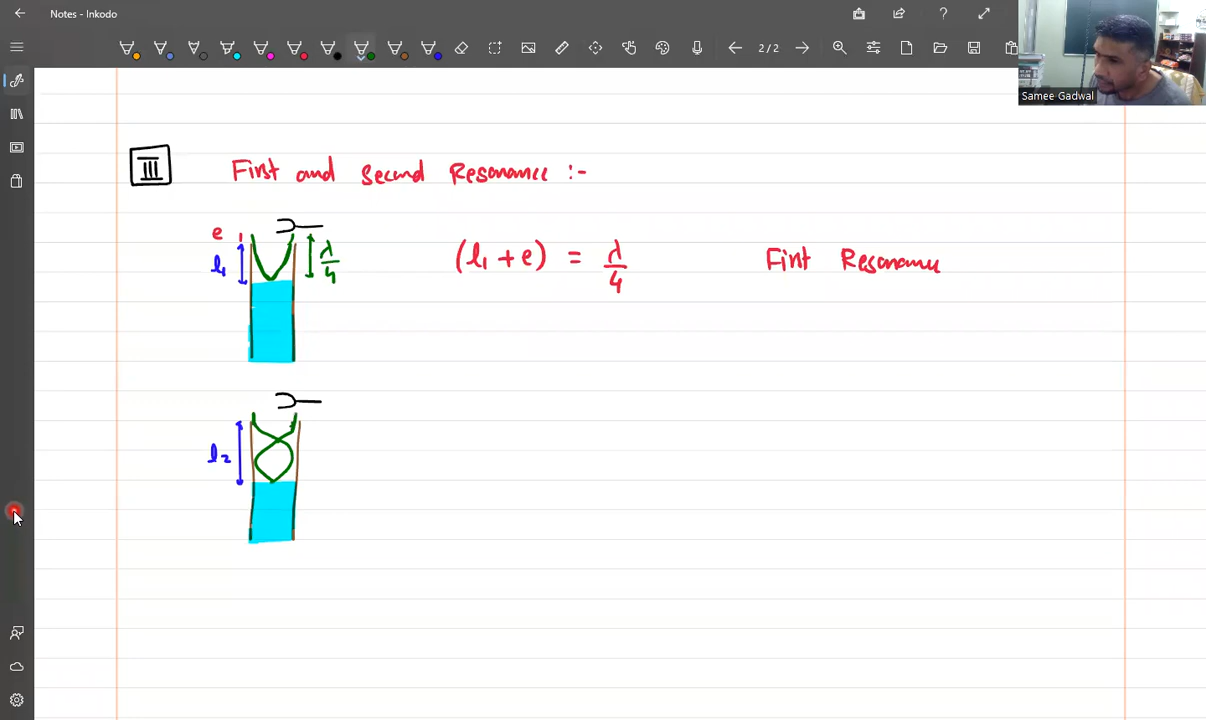 Notes - Inkodo
2/2
Samee Gadwal
III First and Second Resonance :-
e
l₁ λ/4 (l₁ + e) = λ/4 First Resonance
l₂